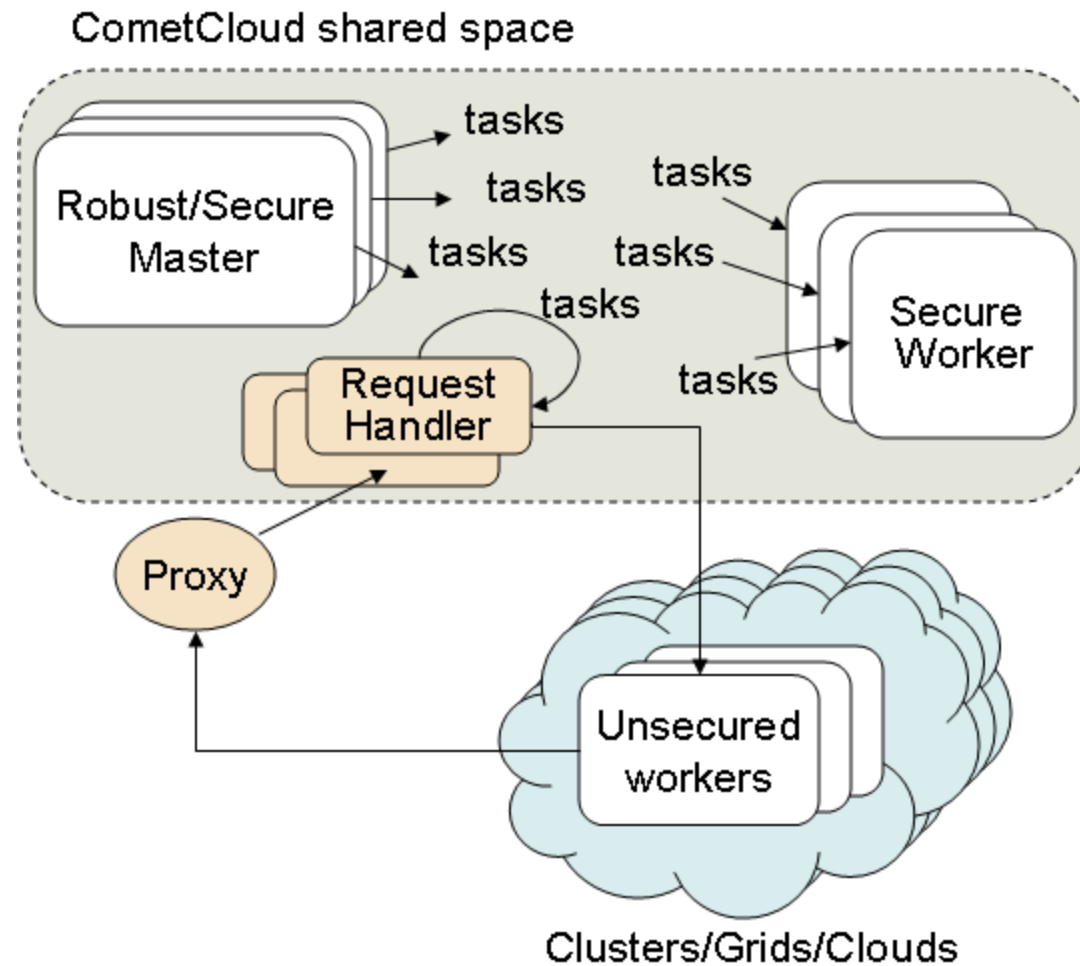 CometCloud shared space
tasks
tasks
tasks
tasks
Robust/Secure
Master
tasks
tasks
tasks
Secure
Worker
Request
Handler
Proxy
Unsecured
workers
Clusters/Grids/Clouds